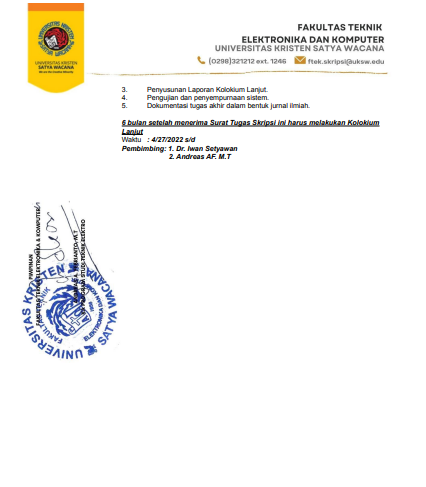 FAKULTAS TEKNIK
ELEKTRONIKA DAN KOMPUTER
UNIVERSITAS KRISTEN SATYA WACANA
(0298)321212 ext. 1246 ftek.skripsi@uksw.edu
UNIVERSITAS KRISTEN
SATYA WACANA
3. Penyusunan Laporan Kolokium Lanjut.
4. Pengujian dan penyempurnaan sistem.
5. Dokumentasi tugas akhir dalam bentuk jurnal ilmiah.
6 bulan setelah menerima Surat Tugas Skripsi ini harus melakukan Kolokium
Lanjut
Waktu : 4/27/2022 s/d
Pembimbing: 1. Dr. Iwan Setyawan
2. Andreas AF. M.T
PIMPINAN
FAKULTAS TEKNIK ELEKTRONIKA & KOMPUTER
UNIVERSITAS KRISTEN SATYA WACANA
FAKULTAS TEKNIK